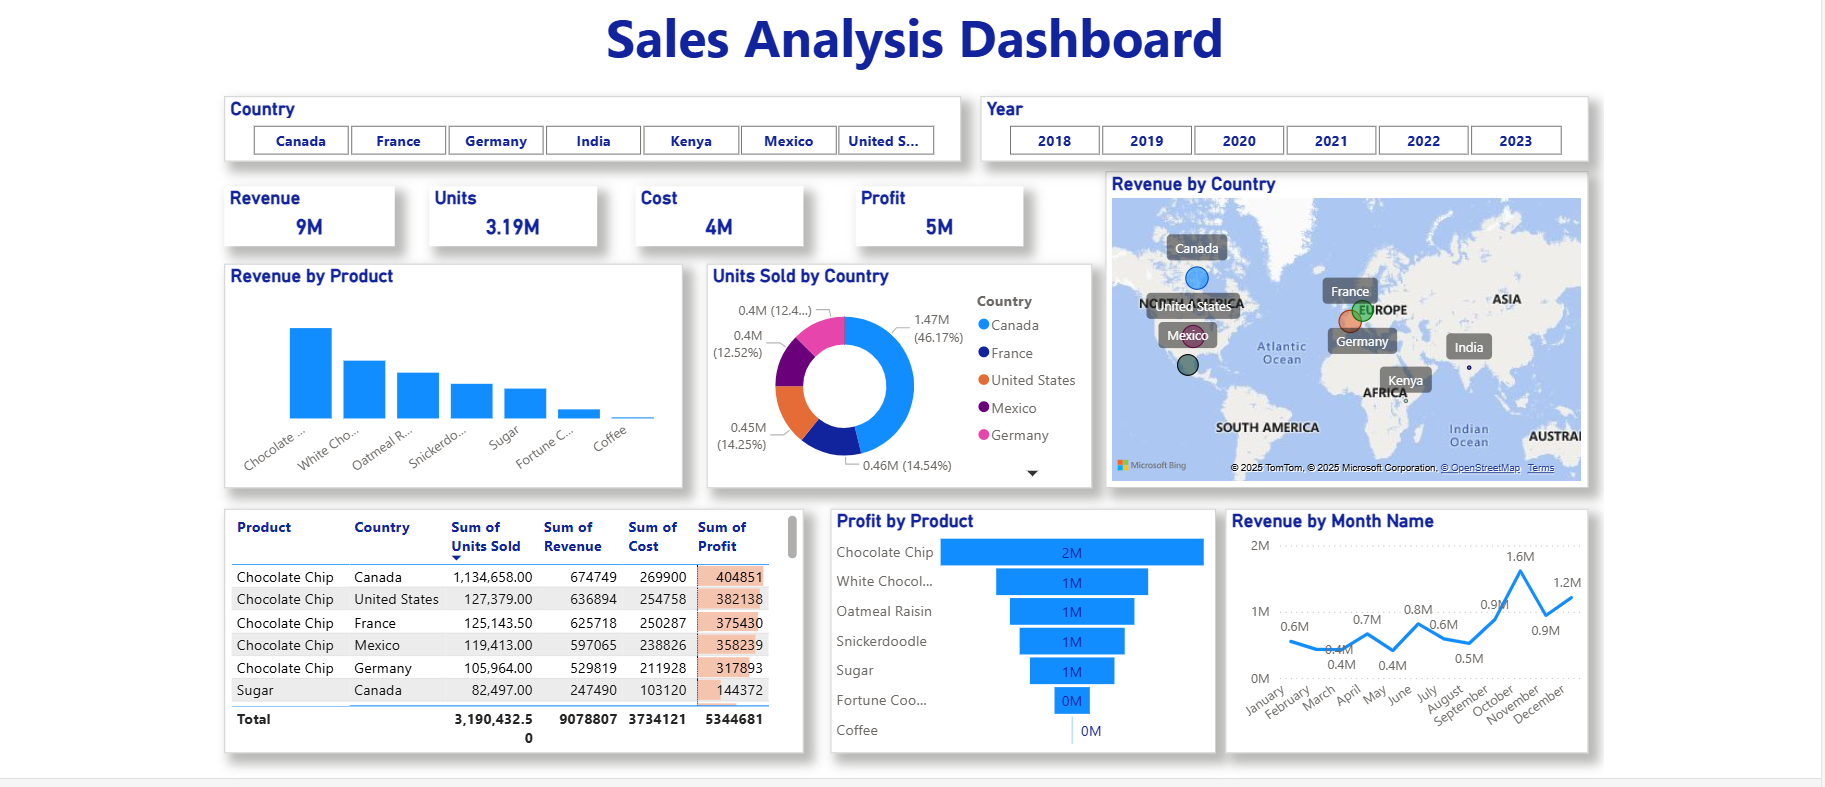 Sales Analysis Dashboard
Country
Canada
France
Germany
India
Kenya
Mexico
United S...
Year
2018
2019
2020
2021
2022
2023
Revenue
9M
Units
3.19M
Cost
4M
Profit
5M
Revenue by Product
Chocolate ...
White Cho...
Oatmeal R...
Snickerdo...
Sugar
Fortune C...
Coffee
Units Sold by Country
0.4M (12.4...)
0.4M
(12.52%)
0.45M
(14.25%)
0.46M (14.54%)
1.47M
(46.17%)
Country
Canada
France
United States
Mexico
Germany
Revenue by Country
Canada
NORTH AMERICA
United States
Mexico
France
EUROPE
Germany
ASIA
India
Kenya
AFRICA
Atlantic
Ocean
SOUTH AMERICA
Indian
Ocean
AUSTRAI
Microsoft Bing
© 2025 TomTom, © 2025 Microsoft Corporation, © OpenStreetMap Terms
Product Country Sum of Units Sold Sum of Revenue Sum of Cost Sum of Profit
Chocolate Chip Canada 1,134,658.00 674749 269900 404851
Chocolate Chip United States 127,379.00 636894 254758 382138
Chocolate Chip France 125,143.50 625718 250287 375430
Chocolate Chip Mexico 119,413.00 597065 238826 358239
Chocolate Chip Germany 105,964.00 529819 211928 317893
Sugar Canada 82,497.00 247490 103120 144372
Total 3,190,432.5 9078807 3734121 5344681
0
Profit by Product
Chocolate Chip 2M
White Chocol... 1M
Oatmeal Raisin 1M
Snickerdoodle 1M
Sugar 1M
Fortune Coo... 0M
Coffee 0M
Revenue by Month Name
2M
1M
0M
0.6M
0.4M
0.4M
0.7M
0.4M
0.8M
0.6M
0.5M
0.9M
1.6M
0.9M
1.2M
January
February
March
April
May
June
July
August
September
October
November
December